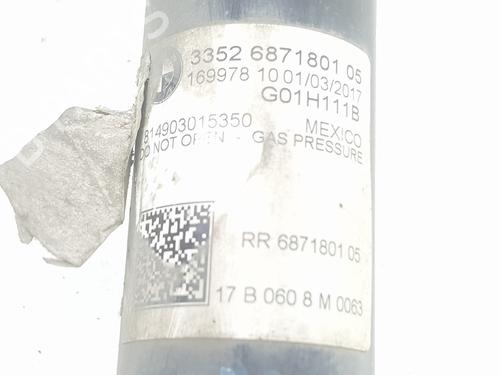 3352 6871801 05
169978 10 01/03/2017
G01H111B
814903015350 MEXICO
DO NOT OPEN - GAS PRESSURE
RR 6871801 05
17 B 060 8 M 0063